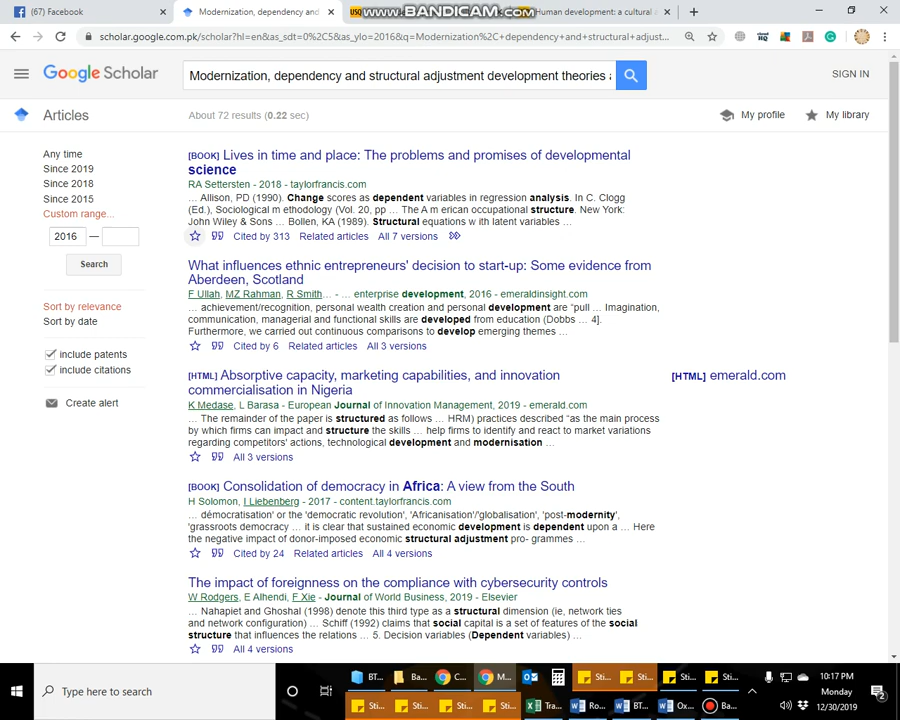 (67) Facebook
Modernization, dependency and
www.BANDICAM.com
USQ
Human development: a cultural a
scholar.google.com.pk/scholar?hl=en&as_sdt=0%2C5&as_ylo=2016&q=Modernization%2C+dependency+and+structural+adjust...
Google Scholar
Modernization, dependency and structural adjustment development theories a
SIGN IN
Articles
About 72 results (0.22 sec)
My profile
My library
Any time
Since 2019
Since 2018
Since 2015
Custom range...
2016 —
Search
Sort by relevance
Sort by date
include patents
include citations
Create alert
[BOOK] Lives in time and place: The problems and promises of developmental
science
RA Settersten - 2018 - taylorfrancis.com
... Allison, PD (1990). Change scores as dependent variables in regression analysis. In C. Clogg
(Ed.), Sociological m ethodology (Vol. 20, pp ... The A m erican occupational structure. New York:
John Wiley & Sons ... Bollen, KA (1989). Structural equations w ith latent variables ...
Cited by 313 Related articles All 7 versions
What influences ethnic entrepreneurs' decision to start-up: Some evidence from
Aberdeen, Scotland
F Ullah, MZ Rahman, R Smith... - ... enterprise development, 2016 - emeraldinsight.com
... achievement/recognition, personal wealth creation and personal development are "pull ... Imagination,
communication, managerial and functional skills are developed from education (Dobbs ... 4].
Furthermore, we carried out continuous comparisons to develop emerging themes ...
Cited by 6 Related articles All 3 versions
[HTML] Absorptive capacity, marketing capabilities, and innovation
commercialisation in Nigeria
[HTML] emerald.com
K Medase, L Barasa - European Journal of Innovation Management, 2019 - emerald.com
... The remainder of the paper is structured as follows ... HRM) practices described "as the main process
by which firms can impact and structure the skills ... help firms to identify and react to market variations
regarding competitors' actions, technological development and modernisation ...
All 3 versions
[BOOK] Consolidation of democracy in Africa: A view from the South
H Solomon, I Liebenberg - 2017 - content.taylorfrancis.com
... démocratisation' or the 'democratic revolution', 'Africanisation'/'globalisation', 'post-modernity',
'grassroots democracy ... it is clear that sustained economic development is dependent upon a ... Here
the negative impact of donor-imposed economic structural adjustment pro- grammes ...
Cited by 24 Related articles All 4 versions
The impact of foreignness on the compliance with cybersecurity controls
W Rodgers, E Alhendi, F Xie - Journal of World Business, 2019 - Elsevier
... Nahapiet and Ghoshal (1998) denote this third type as a structural dimension (ie, network ties
and network configuration) ... Schiff (1992) claims that social capital is a set of features of the social
structure that influences the relations ... 5. Decision variables (Dependent variables) ...
All 4 versions
Type here to search
BT... Ba... C... M... Sti... Sti... Sti... Sti...
Sti... Sti... Sti... Sti... Tra... Ro... BT... Ox... Ba...
10:17 PM
Monday
12/30/2019
2